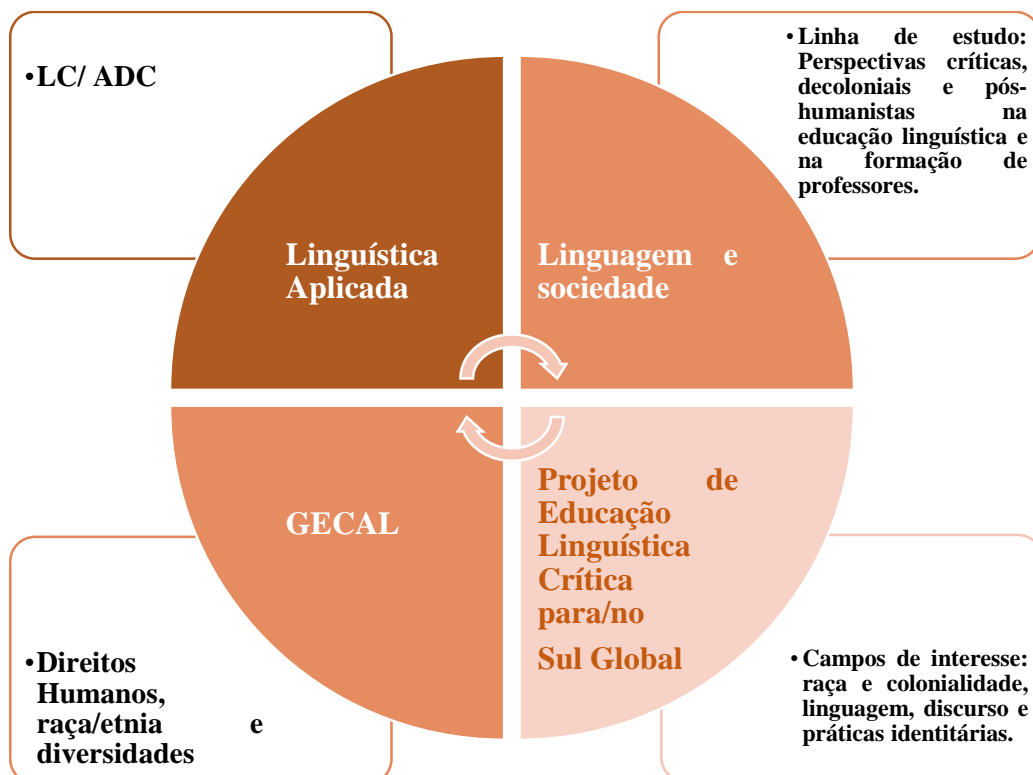 •LC/ ADC
•Linha de estudo:
Perspectivas críticas,
decoloniais e pós-
humanistas na
educação linguística e
na formação de
professores.
Linguística
Aplicada
Linguagem e
sociedade
GECAL
Projeto de
Educação
Linguística
Crítica
para/no
Sul Global
•Direitos
Humanos,
raça/etnia e
diversidades
•Campos de interesse:
raça e colonialidade,
linguagem, discurso e
práticas identitárias.